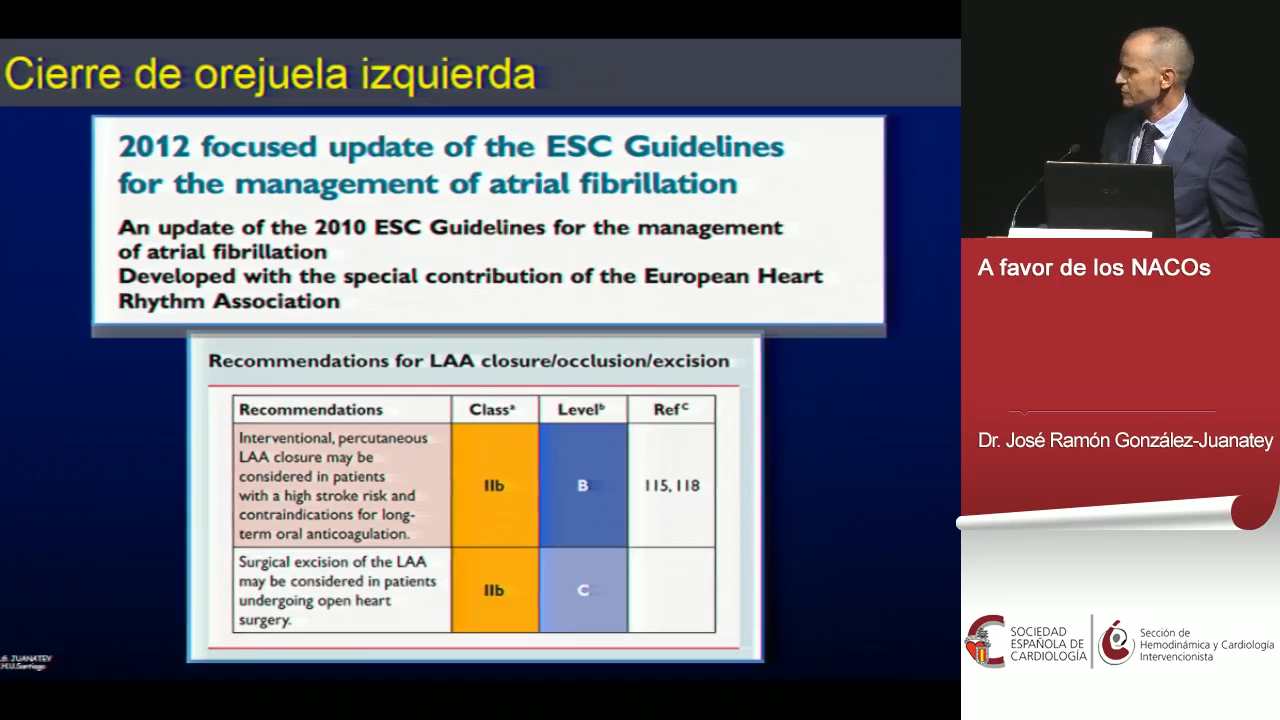 Cierre de orejuela izquierda
2012 focused update of the ESC Guidelines
for the management of atrial fibrillation
An update of the 2010 ESC Guidelines for the management
of atrial fibrillation
Developed with the special contribution of the European Heart
Rhythm Association
Recommendations for LAA closure/occlusion/excision
Recommendations Classᵃ Levelᵇ Refᶜ
Interventional, percutaneous
LAA closure may be
considered in patients
with a high stroke risk and
contraindications for long-
term oral anticoagulation.
IIb B 115, 118
Surgical excision of the LAA
may be considered in patients
undergoing open heart
surgery.
IIb C
JUANATEY
Santiago
A favor de los NACOs
Dr. José Ramón González-Juanatey
SOCIEDAD
ESPAÑOLA DE
CARDIOLOGÍA
Sección de
Hemodinámica y Cardiología
Intervencionista